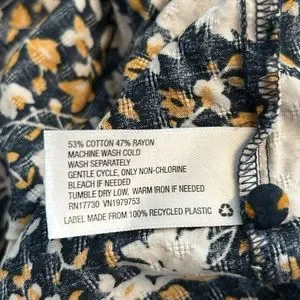 53% COTTON 47% RAYON
MACHINE WASH COLD
WASH SEPARATELY
GENTLE CYCLE, ONLY NON-CHLORINE
BLEACH IF NEEDED
TUMBLE DRY LOW, WARM IRON IF NEEDED
RN17730 VN1979753
LABEL MADE FROM 100% RECYCLED PLASTIC